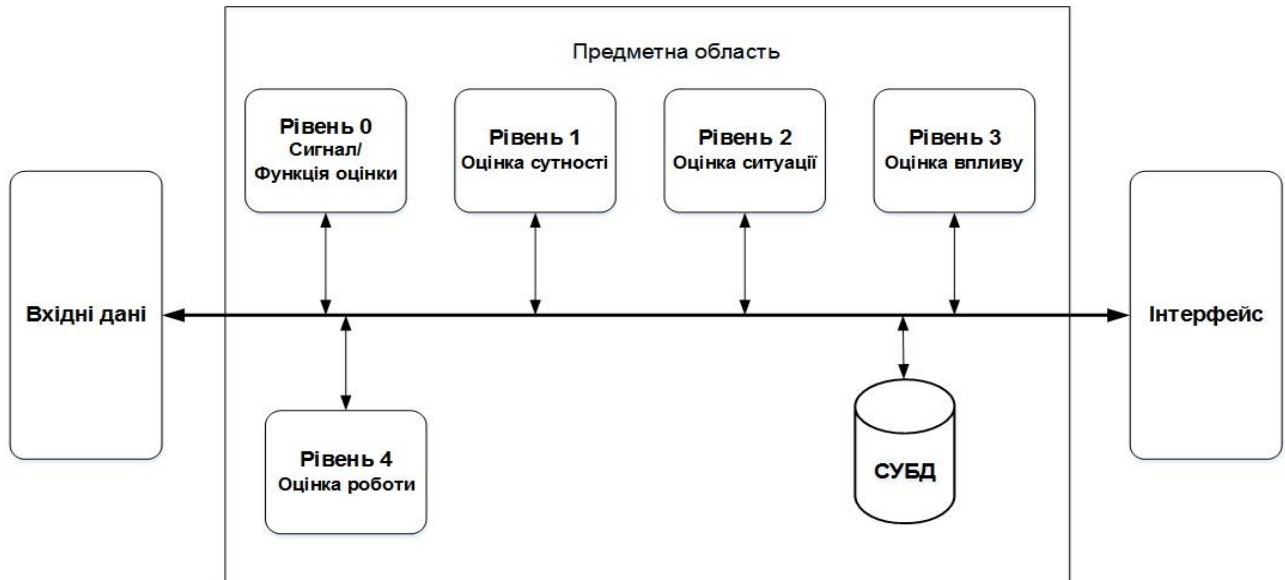 Предметна область
Рівень 0
Сигнал/
Функція оцінки
Рівень 1
Оцінка сутності
Рівень 2
Оцінка ситуації
Рівень 3
Оцінка впливу
Вхідні дані
Інтерфейс
Рівень 4
Оцінка роботи
СУБД